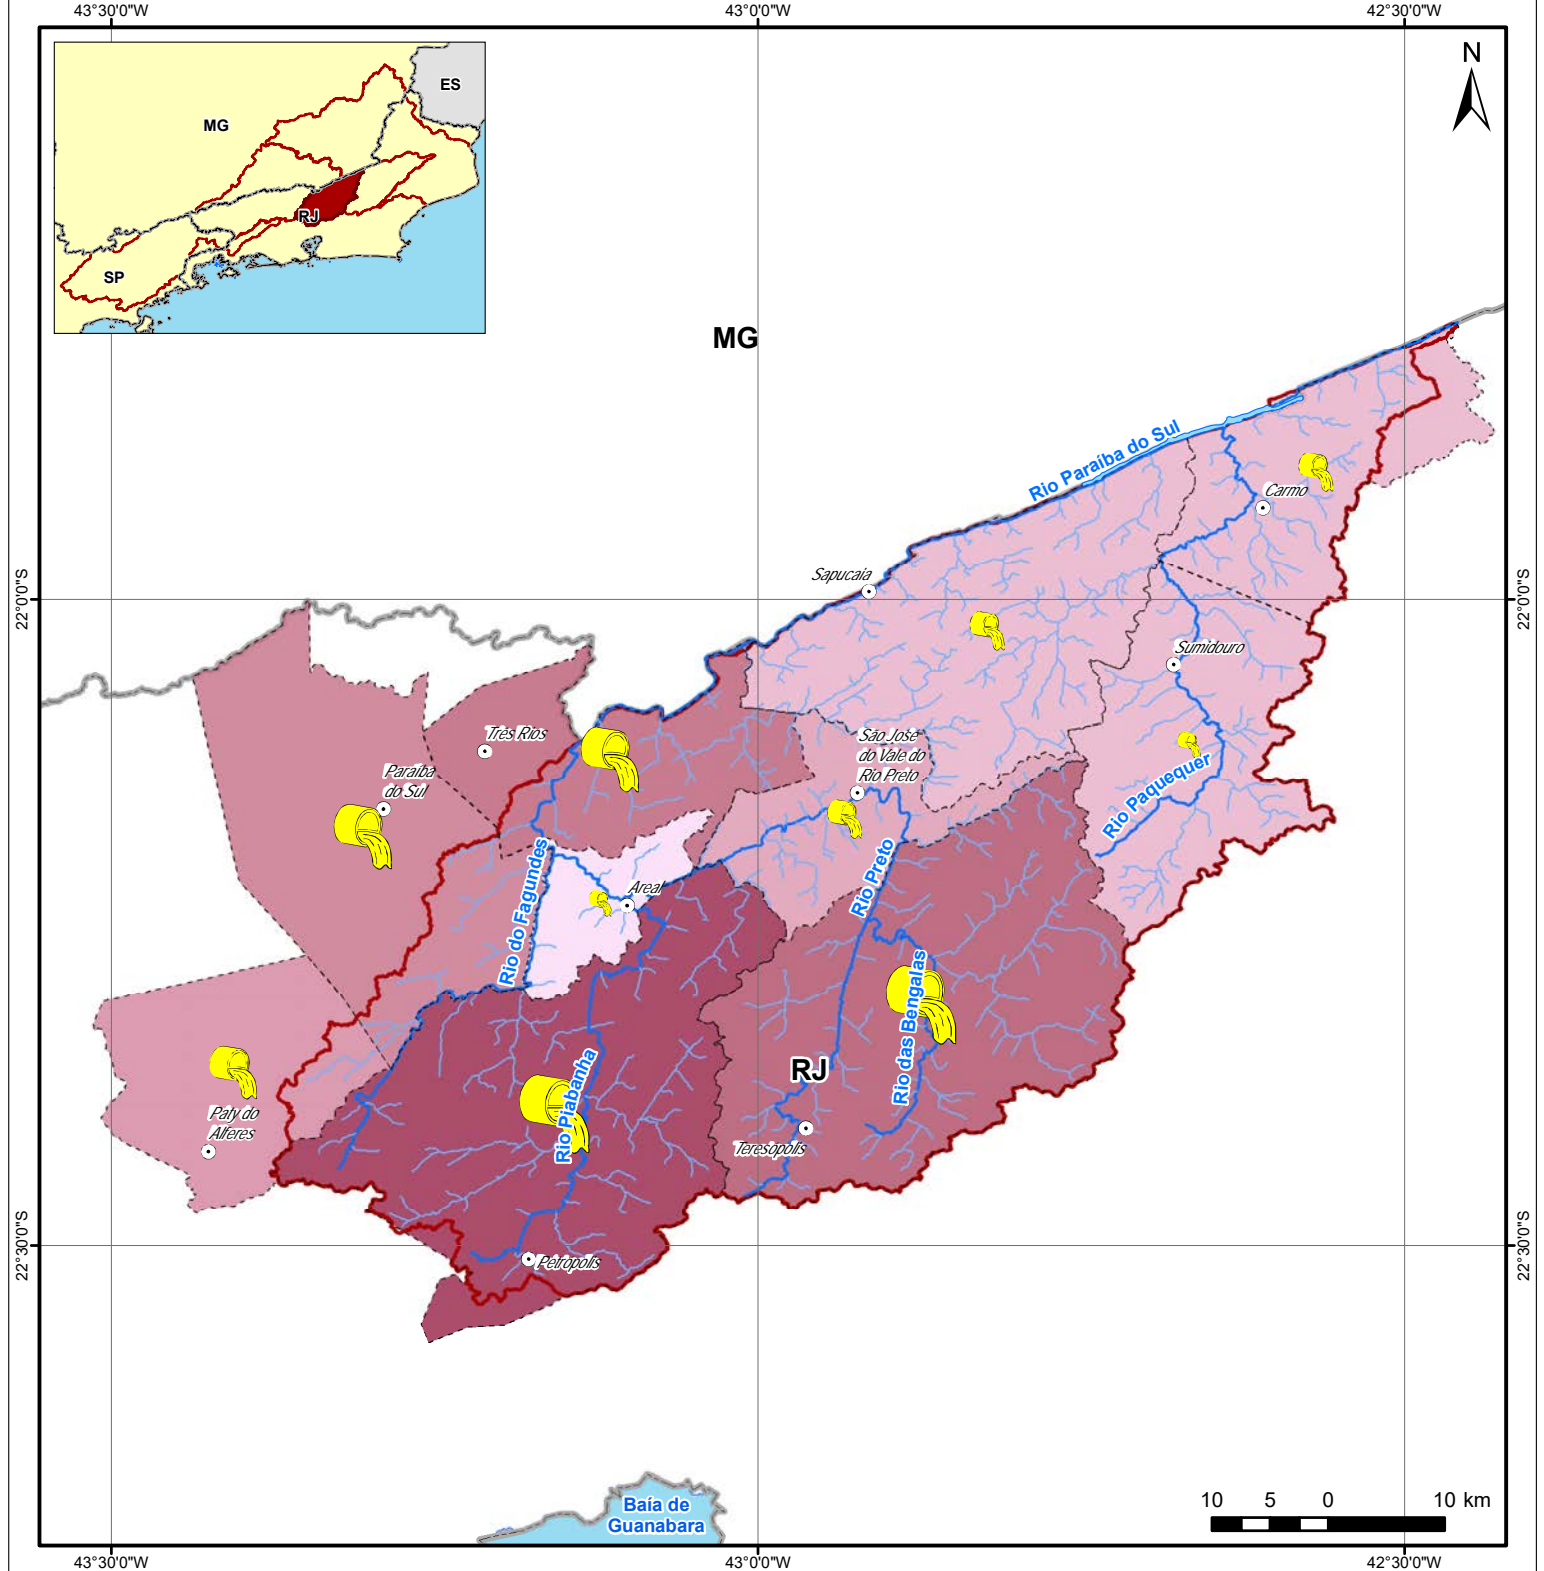 43°30'0"W
43°0'0"W
42°30'0"W
N
ES
MG
RJ
SP
MG
Rio Paraíba do Sul
Carmo
Sapucaia
22°0'0"S
22°0'0"S
Sumidouro
Três Rios
São José
do Vale do
Rio Preto
Paraíba
do Sul
Rio Paquequer
Rio do Fagundes
Rio Preto
Areal
Rio das Bengalas
Rio Piabanha
RJ
Paty do
Alferes
Teresópolis
22°30'0"S
22°30'0"S
Petrópolis
Baía de
Guanabara
10 5 0 10 km
43°30'0"W
43°0'0"W
42°30'0"W